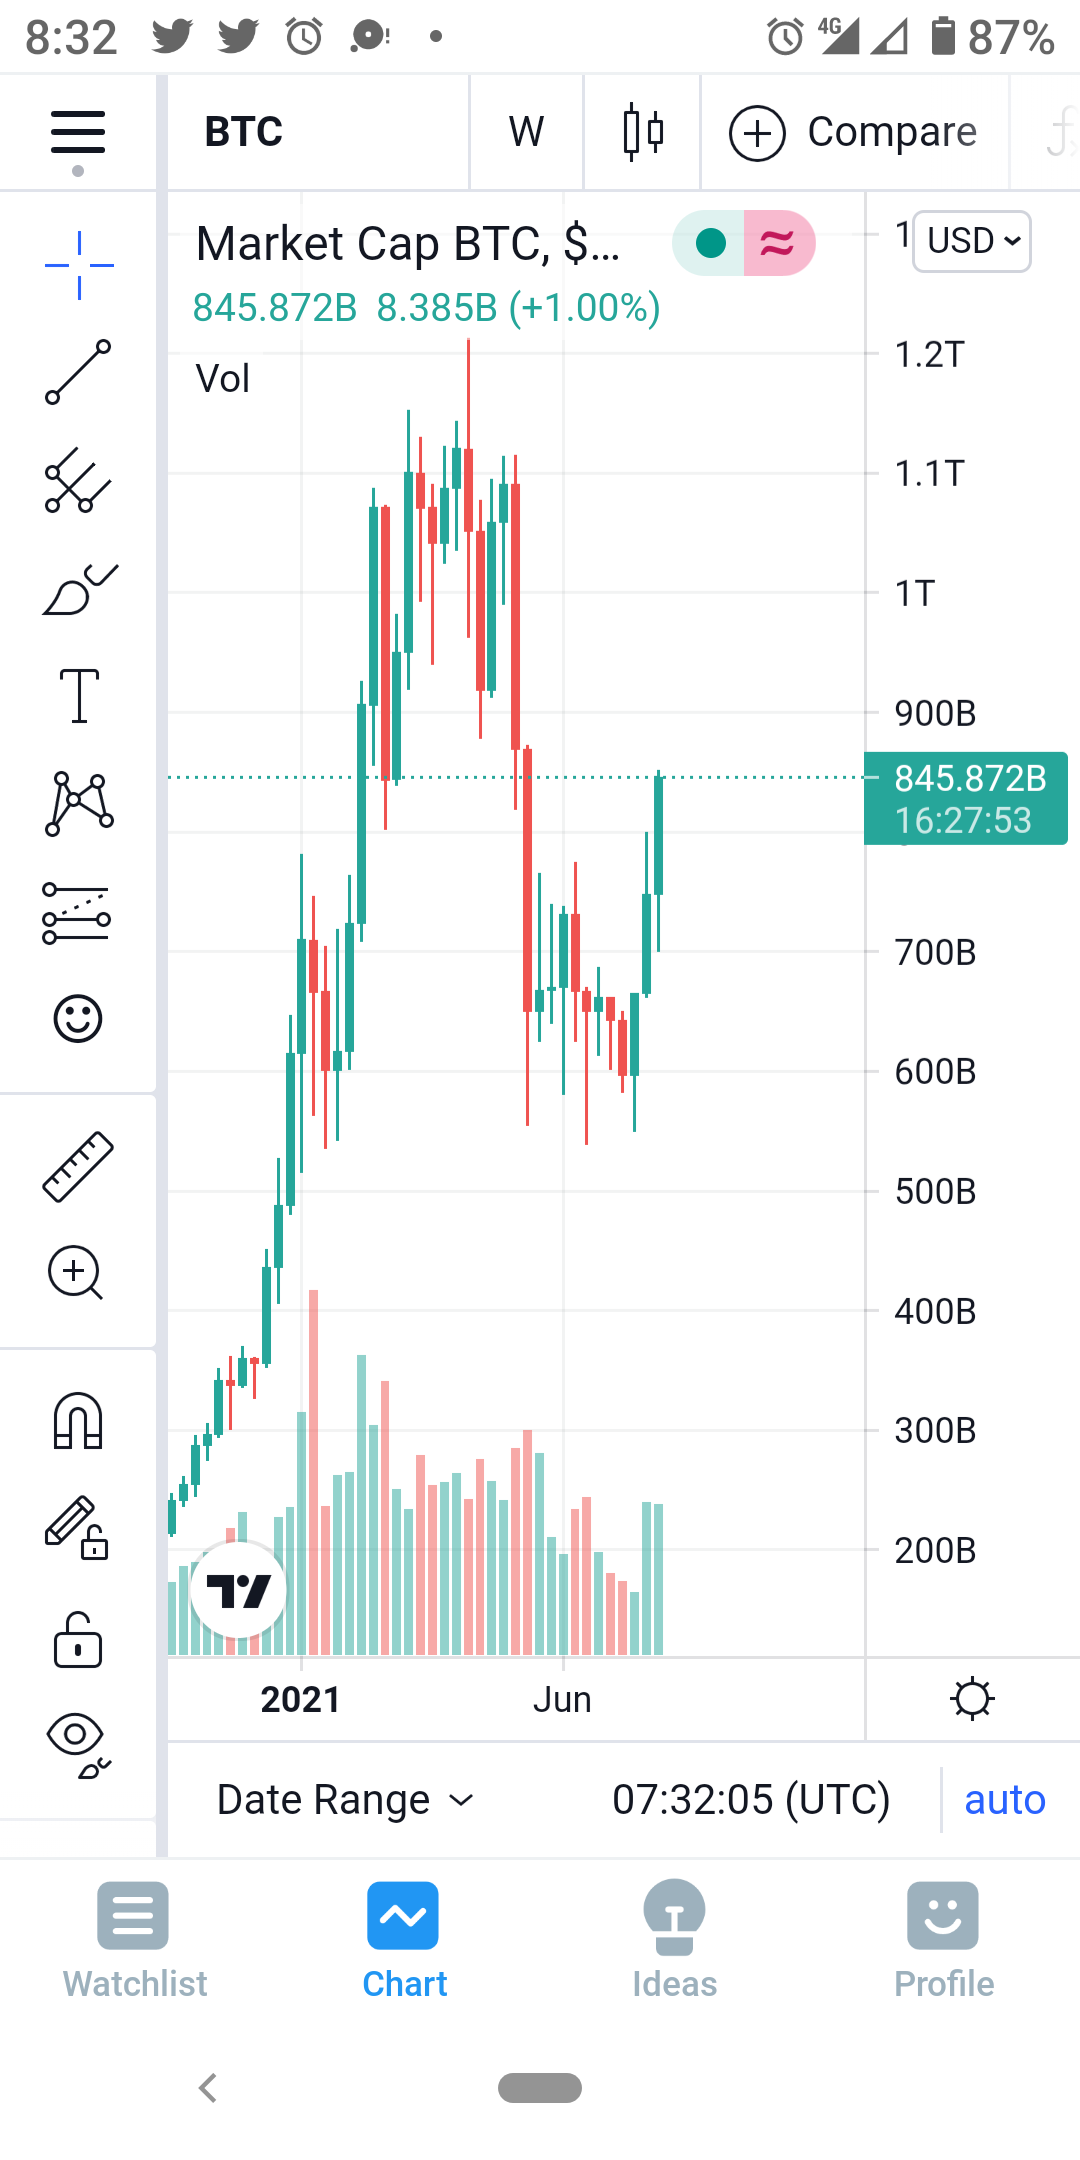 8:32
4G 87%
BTC W Compare
Market Cap BTC, $... USD
845.872B 8.385B (+1.00%)
Vol
1.2T
1.1T
1T
900B
845.872B
16:27:53
700B
600B
500B
400B
300B
200B
2021 Jun
Date Range 07:32:05 (UTC) auto
Watchlist Chart Ideas Profile